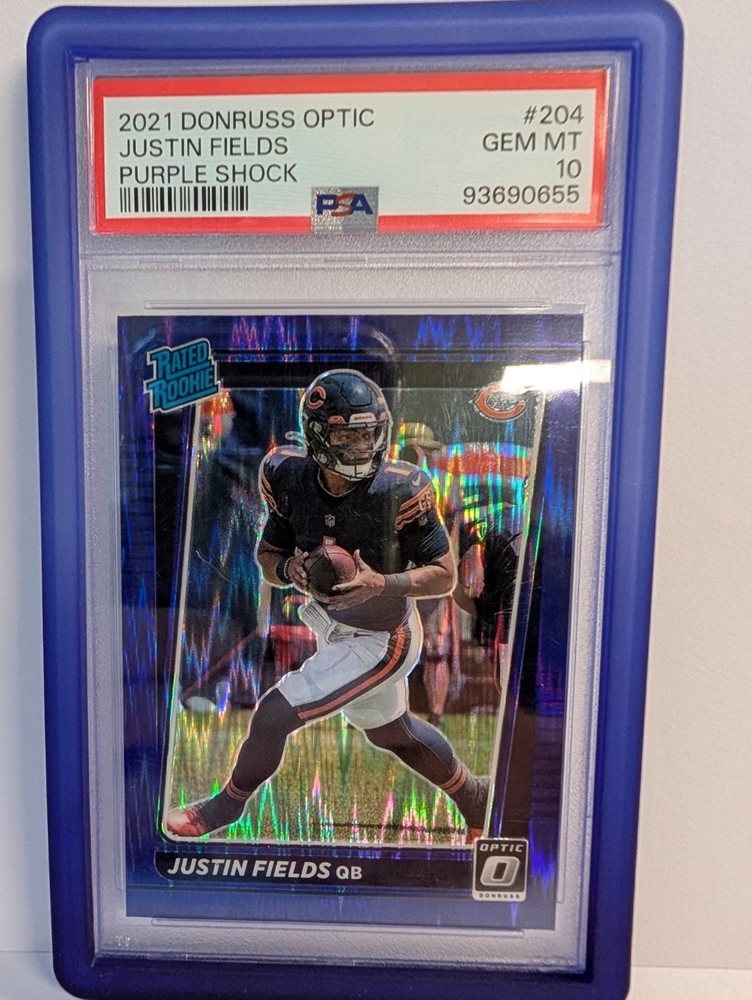 2021 DONRUSS OPTIC #204
JUSTIN FIELDS GEM MT
PURPLE SHOCK 10
PSA 93690655
RATED
ROOKIE
C
JUSTIN FIELDS QB
OPTIC
O
DONRUSS